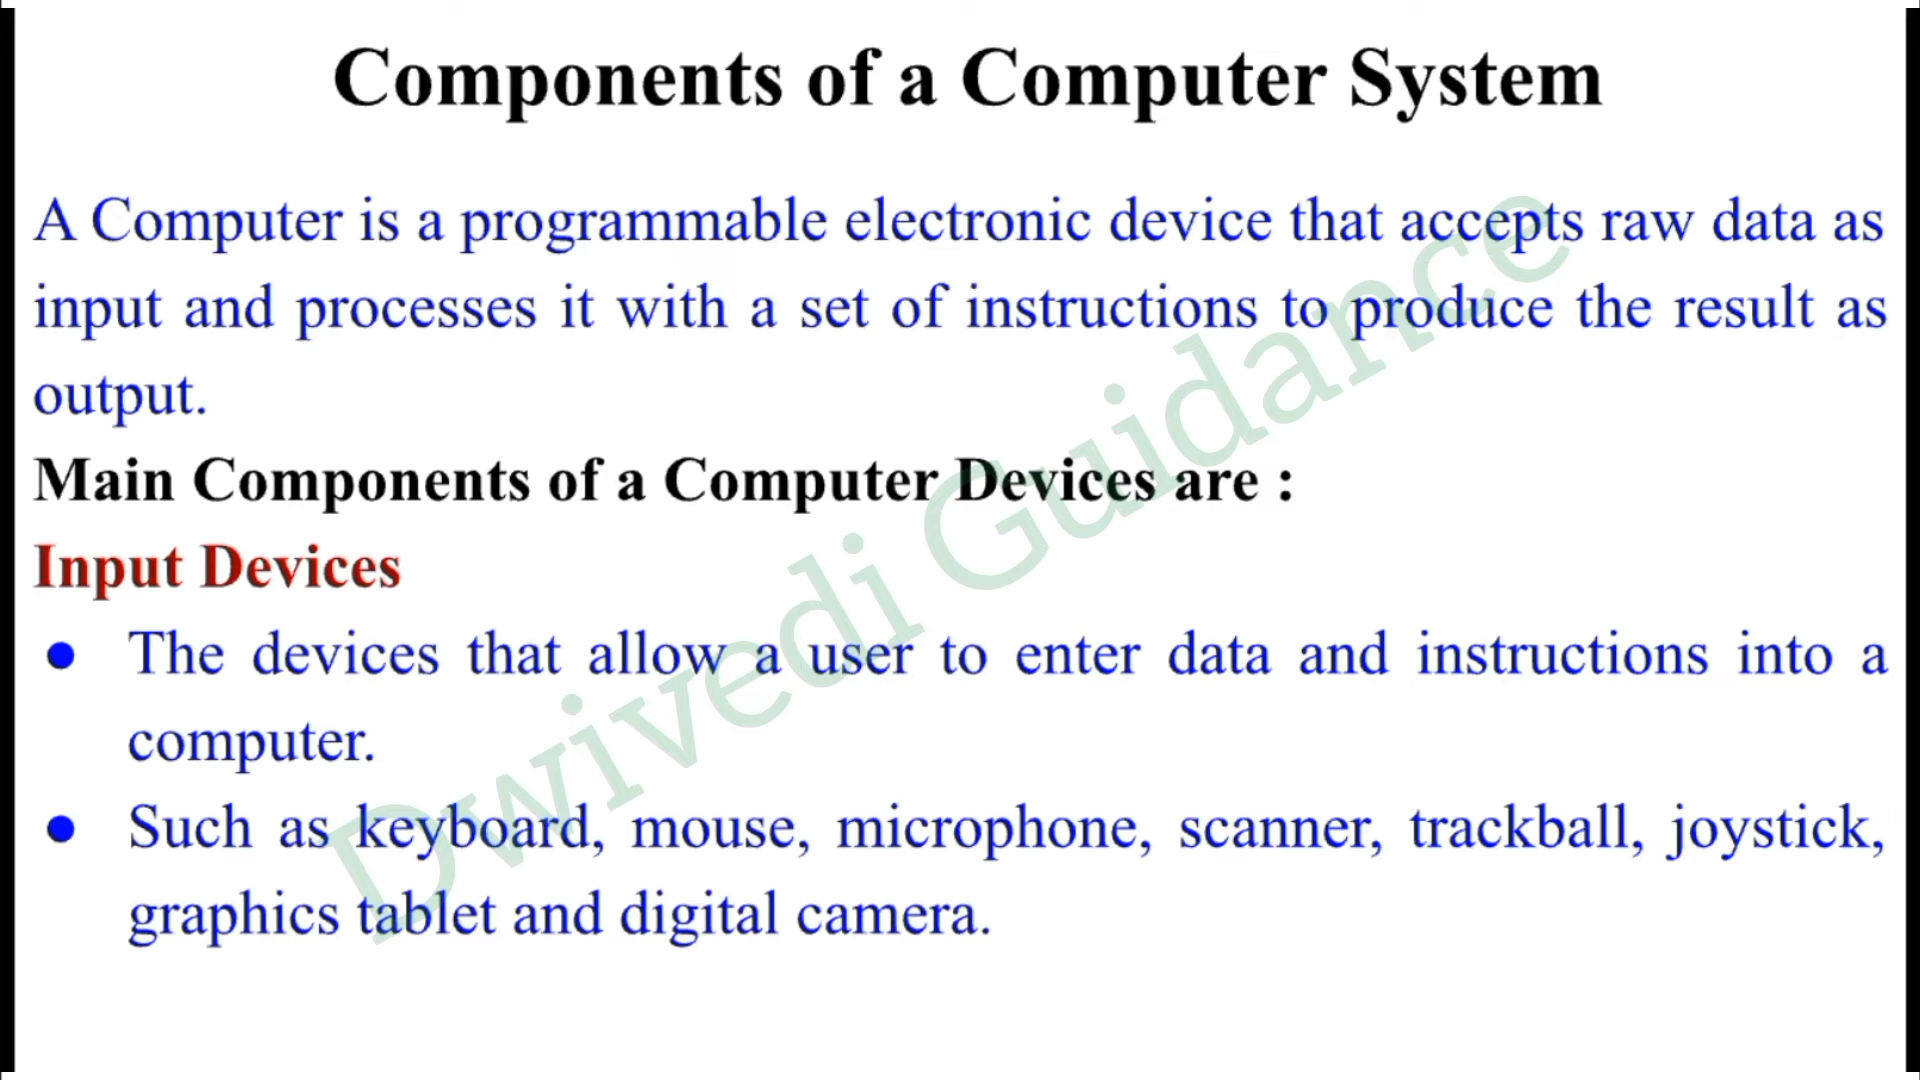 Components of a Computer System
A Computer is a programmable electronic device that accepts raw data as
input and processes it with a set of instructions to produce the result as
output.
Main Components of a Computer Devices are :
Input Devices
● The devices that allow a user to enter data and instructions into a
computer.
● Such as keyboard, mouse, microphone, scanner, trackball, joystick,
graphics tablet and digital camera.
Dwivedi Guidance